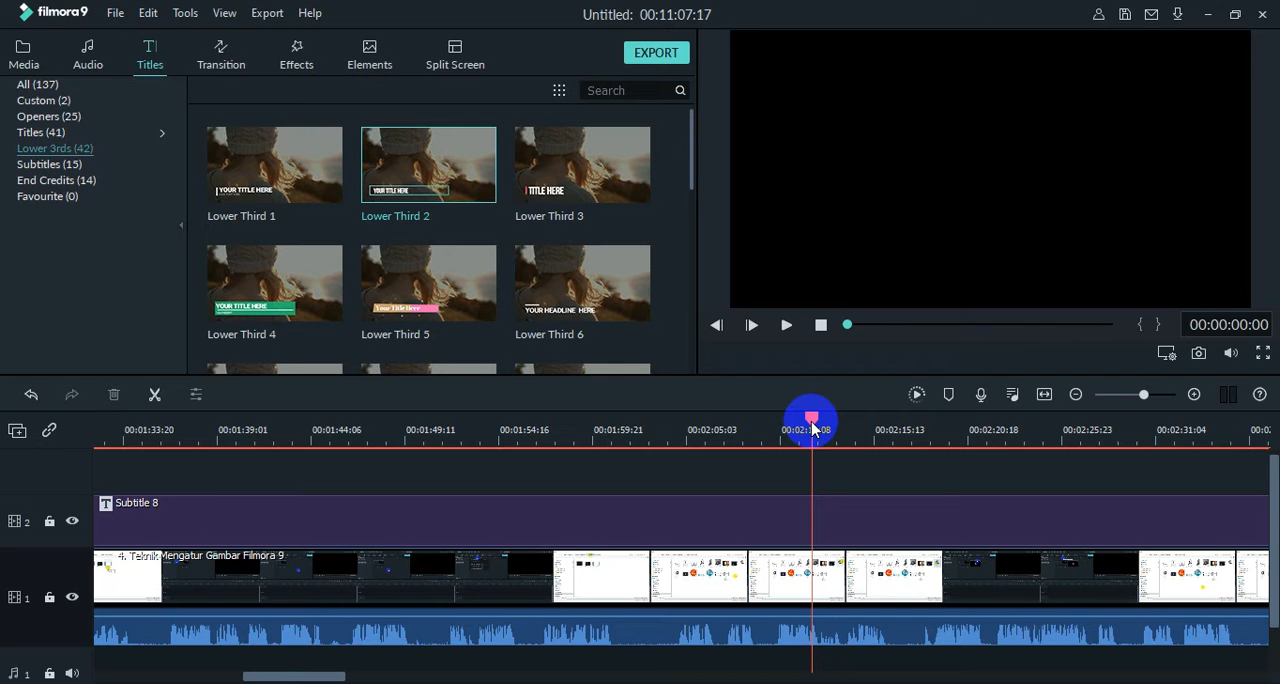 filmora9 File Edit Tools View Export Help Untitled: 00:11:07:17
Media Audio Titles Transition Effects Elements Split Screen EXPORT
All (137)
Custom (2)
Openers (25)
Titles (41)
Lower 3rds (42)
Subtitles (15)
End Credits (14)
Favourite (0)
Search
YOUR TITLE HERE
YOUR TITLE HERE
TITLE HERE
Lower Third 1 Lower Third 2 Lower Third 3
YOUR TITLE HERE
Your Title Here
YOUR HEADLINE HERE
Lower Third 4 Lower Third 5 Lower Third 6
{ } 00:00:00:00
00:01:33:20 00:01:39:01 00:01:44:06 00:01:49:11 00:01:54:16 00:01:59:21 00:02:05:03 00:02:15:13 00:02:20:18 00:02:25:23 00:02:31:04
T Subtitle 8
2
4. Teknik Mengatur Gambar Filmora 9
1
1